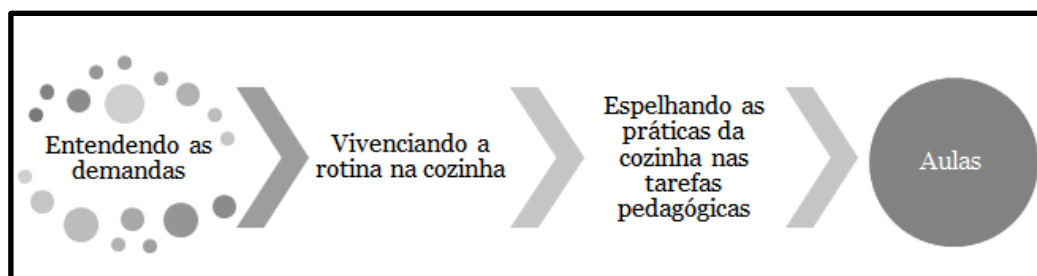 Entendendo as
demandas
Vivenciando a
rotina na cozinha
Espelhando as
práticas da
cozinha nas
tarefas
pedagógicas
Aulas